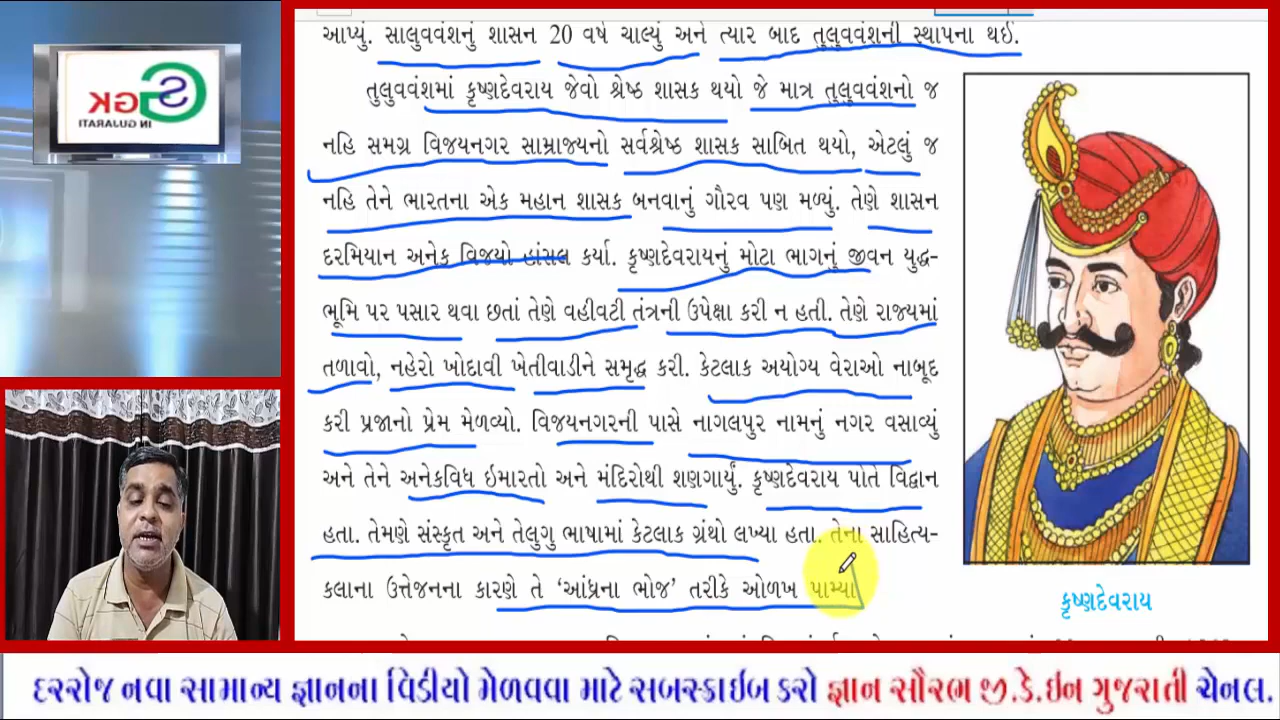 આપ્યું. સાલુવવંશનું શાસન 20 વર્ષ ચાલ્યું અને ત્યાર બાદ તુલુવવંશની સ્થાપના થઈ.
તુલુવવંશમાં કૃષ્ણદેવરાય જેવો શ્રેષ્ઠ શાસક થયો જે માત્ર તુલુવવંશનો જ
નહિ સમગ્ર વિજયનગર સામ્રાજ્યનો સર્વશ્રેષ્ઠ શાસક સાબિત થયો, એટલું જ
નહિ તેને ભારતના એક મહાન શાસક બનવાનું ગૌરવ પણ મળ્યું. તેણે શાસન
દરમિયાન અનેક વિજયો હાંસલ કર્યા. કૃષ્ણદેવરાયનું મોટા ભાગનું જીવન યુદ્ધ-
ભૂમિ પર પસાર થવા છતાં તેણે વહીવટી તંત્રની ઉપેક્ષા કરી ન હતી. તેણે રાજ્યમાં
તળાવો, નહેરો ખોદાવી ખેતીવાડીને સમૃદ્ધ કરી. કેટલાક અયોગ્ય વેરાઓ નાબૂદ
કરી પ્રજાનો પ્રેમ મેળવ્યો. વિજયનગરની પાસે નાગલપુર નામનું નગર વસાવ્યું
અને તેને અનેકવિધ ઇમારતો અને મંદિરોથી શણગાર્યું. કૃષ્ણદેવરાય પોતે વિદ્વાન
હતા. તેમણે સંસ્કૃત અને તેલુગુ ભાષામાં કેટલાક ગ્રંથો લખ્યા હતા. તેના સાહિત્ય-
કલાના ઉત્તેજનના કારણે તે ‘આંધ્રના ભોજ’ તરીકે ઓળખ પામ્યા
કૃષ્ણદેવરાય
GS GK
IN GUJARATI
દરરોજ નવા સામાન્ય જ્ઞાનના વિડીયો મેળવવા માટે સબસ્ક્રાઇબ કરો જ્ઞાન સૌરભ જી.કે.ઇન ગુજરાતી ચેનલ.